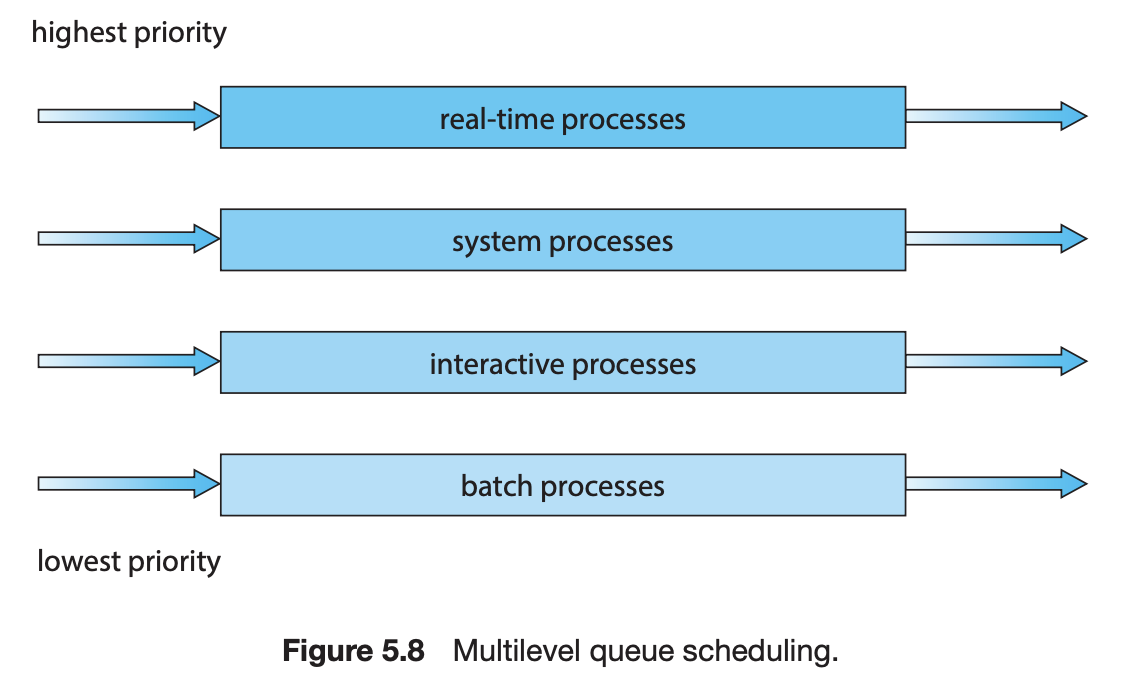 highest priority
real-time processes
system processes
interactive processes
batch processes
lowest priority
Figure 5.8 Multilevel queue scheduling.